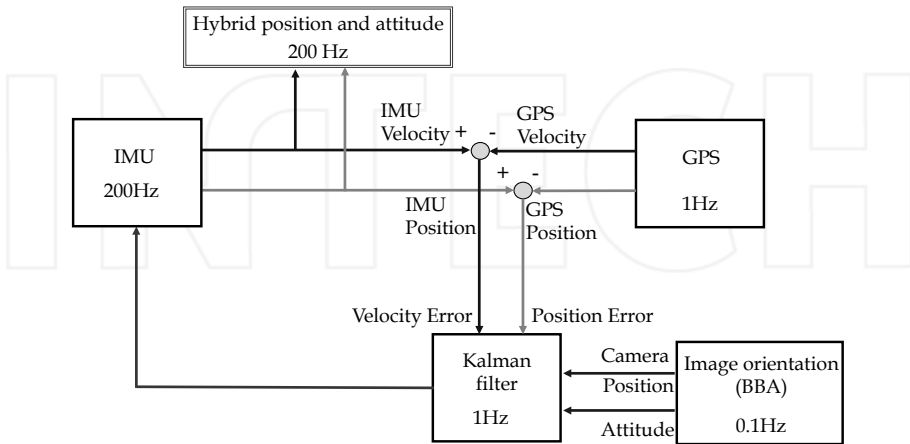 Hybrid position and attitude
200 Hz
IMU
Velocity
+
-
GPS
Velocity
IMU
200Hz
GPS
1Hz
+
-
IMU
Position
GPS
Position
Velocity Error
Position Error
Kalman
filter
1Hz
Camera
Position
Attitude
Image orientation
(BBA)
0.1Hz
INTECH